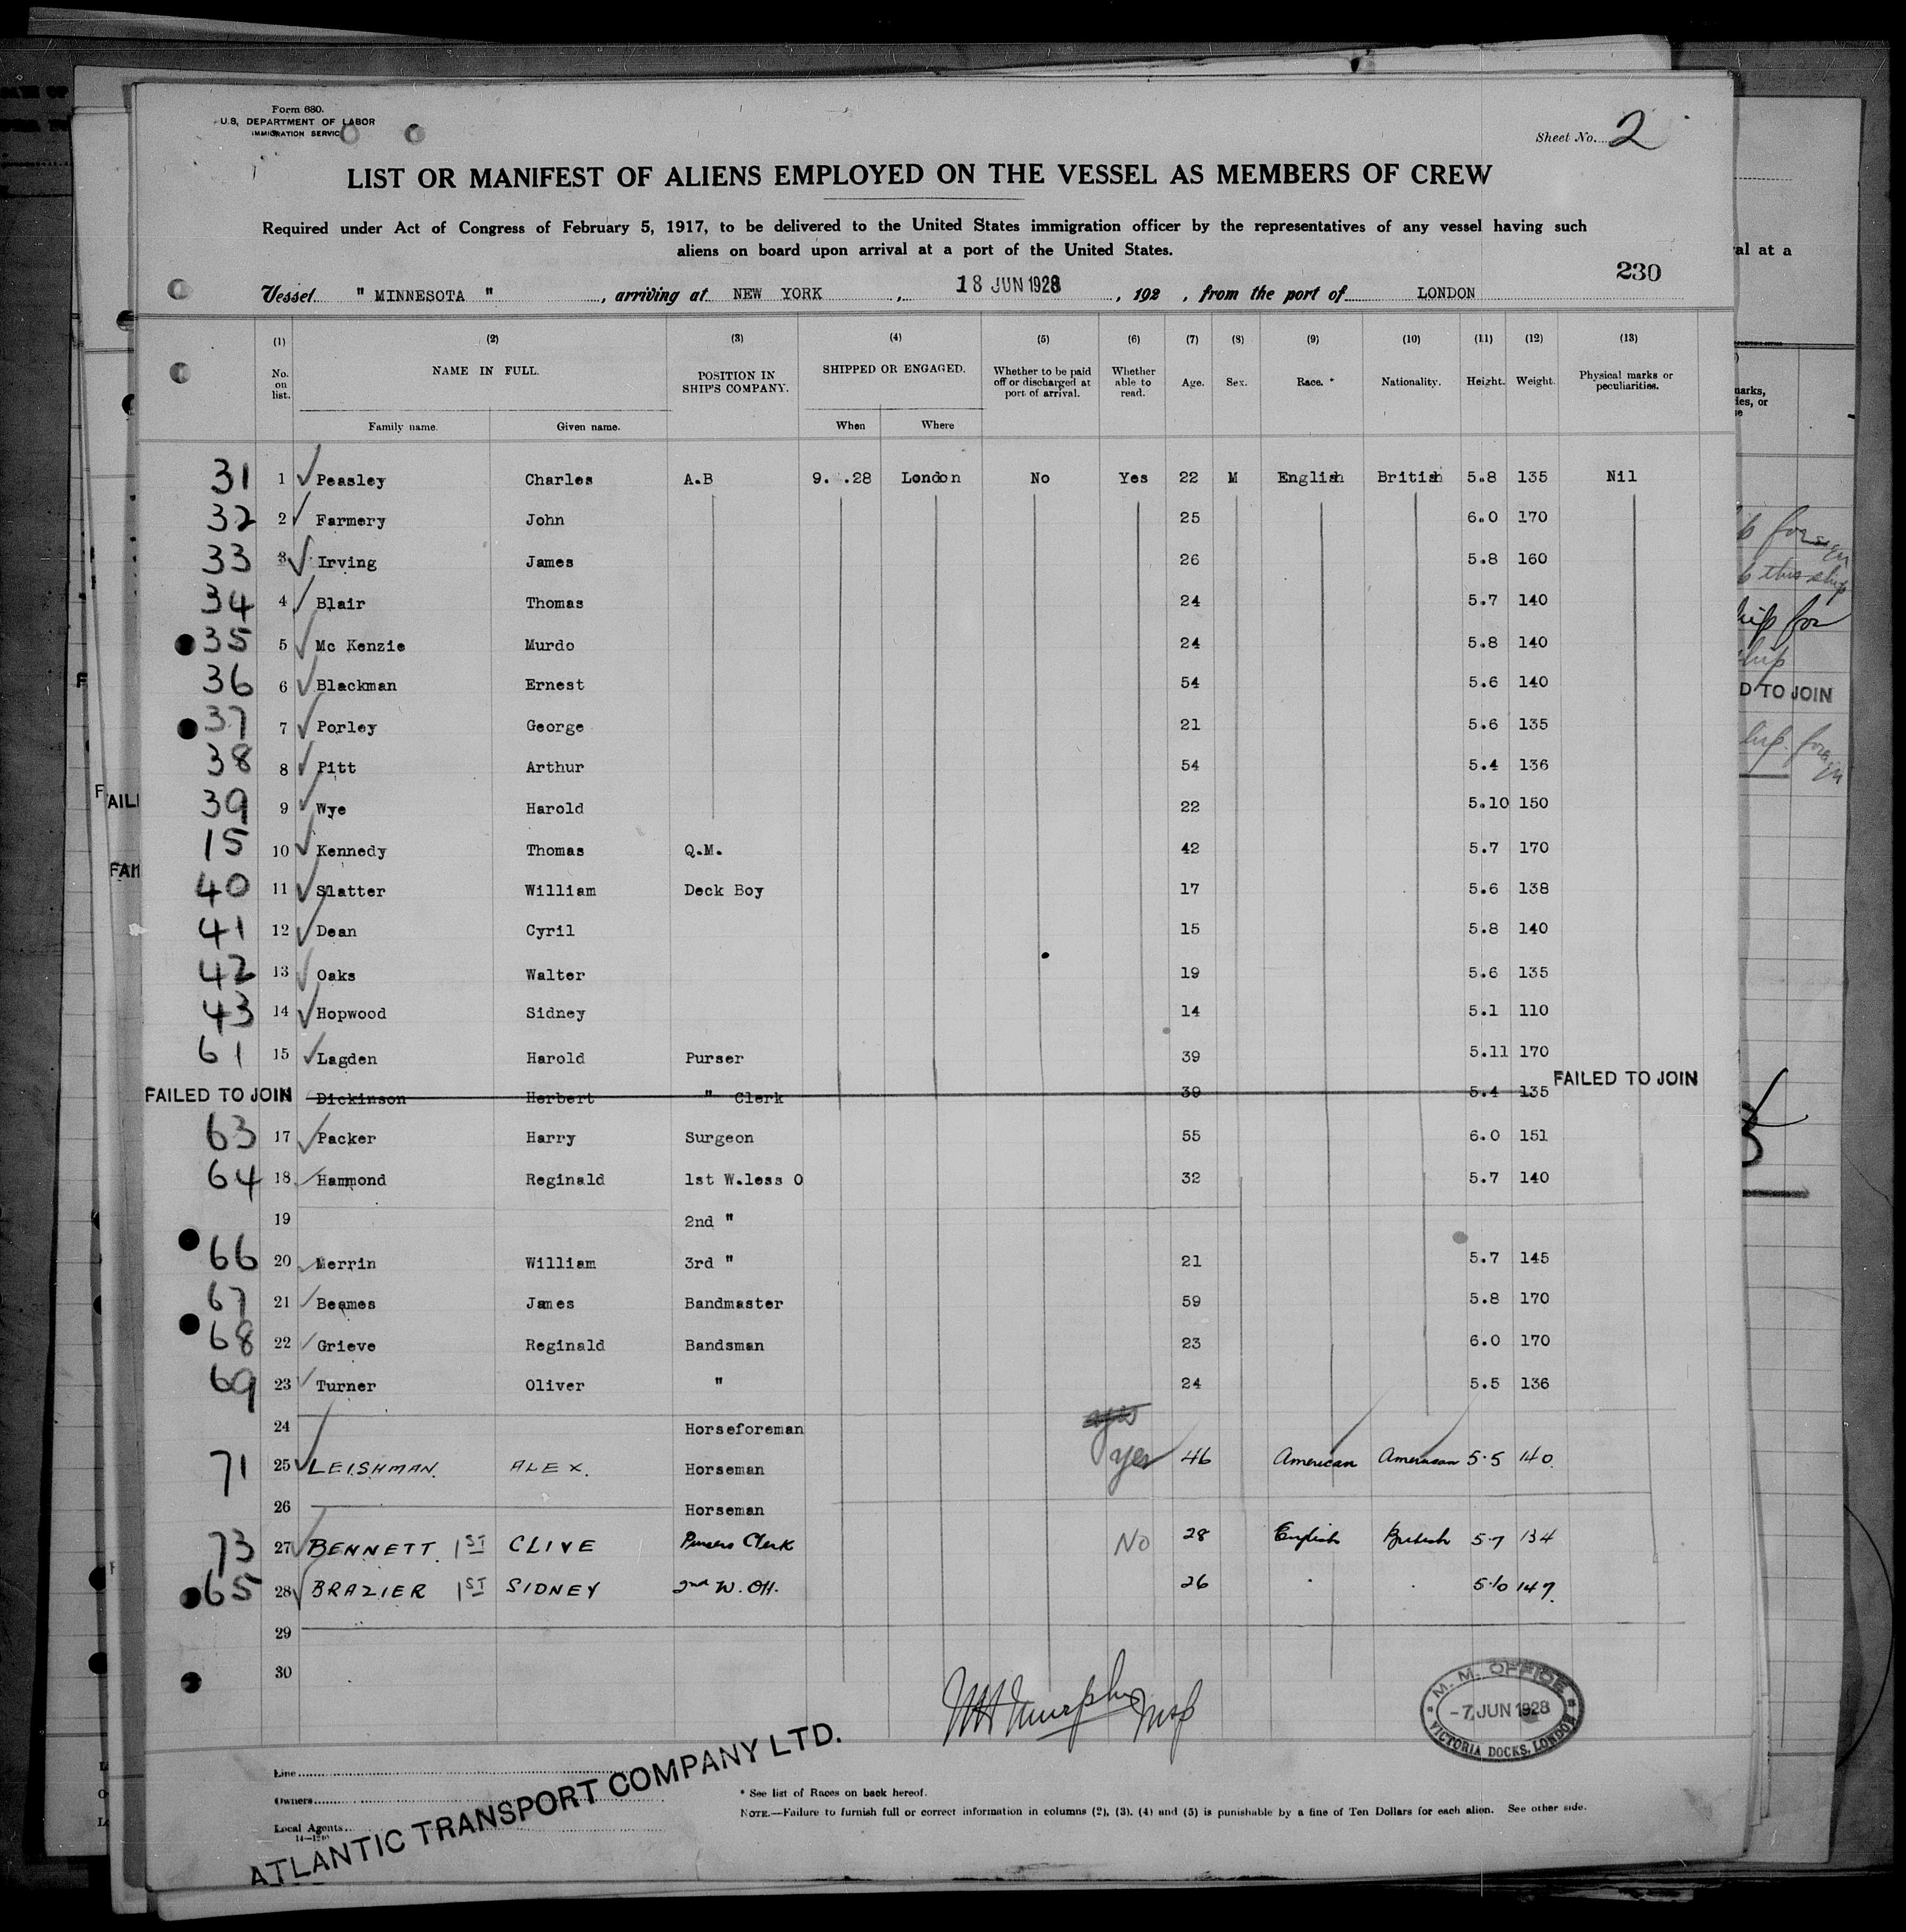 Form 680.
U.S. DEPARTMENT OF LABOR
IMMIGRATION SERVICE
Sheet No. 2
LIST OR MANIFEST OF ALIENS EMPLOYED ON THE VESSEL AS MEMBERS OF CREW
Required under Act of Congress of February 5, 1917, to be delivered to the United States immigration officer by the representatives of any vessel having such
aliens on board upon arrival at a port of the United States.
230
Vessel " MINNESOTA " , arriving at NEW YORK , 18 JUN 1928 , 192 , from the port of LONDON
(1) (2) (3) (4) (5) (6) (7) (8) (9) (10) (11) (12) (13)
No. on list. NAME IN FULL. POSITION IN SHIP'S COMPANY. SHIPPED OR ENGAGED. Whether to be paid off or discharged at port of arrival. Whether able to read. Age. Sex. Race. * Nationality. Height. Weight. Physical marks or peculiarities.
Family name. Given name. When Where
31 1 Peasley Charles A.B 9. .28 London No Yes 22 M English British 5.8 135 Nil
32 2 Farmery John 25 6.0 170
33 3 Irving James 26 5.8 160
34 4 Blair Thomas 24 5.7 140
35 5 Mc Kenzie Murdo 24 5.8 140
36 6 Blackman Ernest 54 5.6 140
37 7 Porley George 21 5.6 135
38 8 Pitt Arthur 54 5.4 136
39 9 Wye Harold 22 5.10 150
15 10 Kennedy Thomas Q.M. 42 5.7 170
40 11 Slatter William Deck Boy 17 5.6 138
41 12 Dean Cyril 15 5.8 140
42 13 Oaks Walter 19 5.6 135
43 14 Hopwood Sidney 14 5.1 110
61 15 Lagden Harold Purser 39 5.11 170
FAILED TO JOIN Dickinson Herbert " Clerk 39 5.4 135 FAILED TO JOIN
63 17 Packer Harry Surgeon 55 6.0 151
64 18 Hammond Reginald 1st W.less O 32 5.7 140
19 2nd "
66 20 Merrin William 3rd " 21 5.7 145
67 21 Beames James Bandmaster 59 5.8 170
68 22 Grieve Reginald Bandsman 23 6.0 170
69 23 Turner Oliver " 24 5.5 136
24 Horseforeman
71 25 LEISHMAN. ALEX. Horseman yes 46 American American 5.5 140.
26 Horseman
73 27 BENNETT. 1ST CLIVE Pursers Clerk No 28 English British 5.7 134
65 28 BRAZIER 1ST SIDNEY 2nd W. Off. 26 . . 5.10 147.
29
30
M. M. OFFICE
-7 JUN 1928
VICTORIA DOCKS, LONDON
Line
Owners
Local Agents
ATLANTIC TRANSPORT COMPANY LTD.
* See list of Races on back hereof.
NOTE.—Failure to furnish full or correct information in columns (2), (3), (4) and (5) is punishable by a fine of Ten Dollars for each alien. See other side.